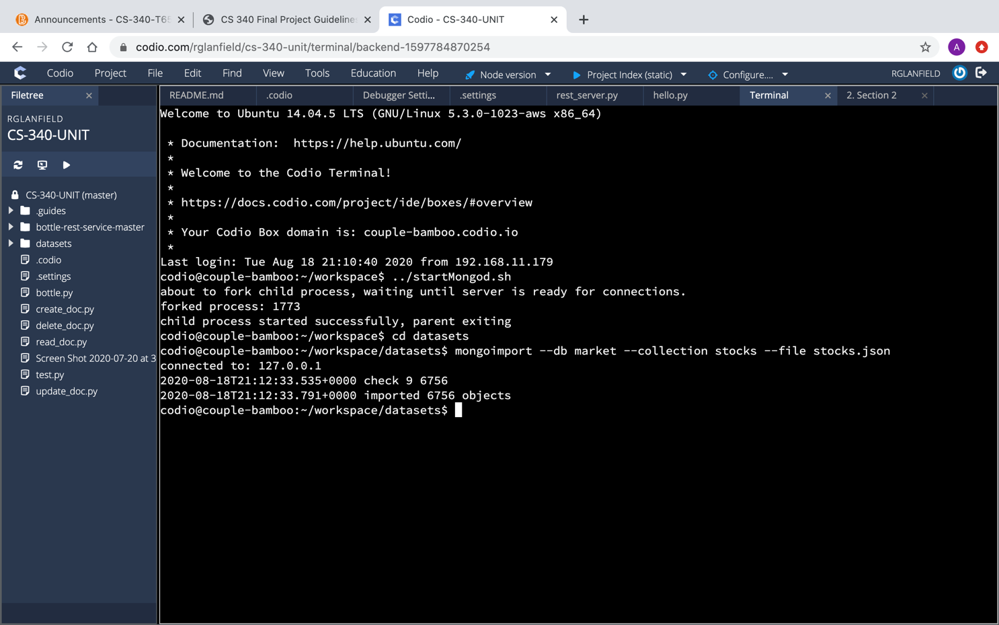 Announcements - CS-340-T65
CS 340 Final Project Guideline
Codio - CS-340-UNIT
codio.com/rglanfield/cs-340-unit/terminal/backend-1597784870254
A
Codio Project File Edit Find View Tools Education Help Node version Project Index (static) Configure.... RGLANFIELD
Filetree
README.md .codio Debugger Setti... .settings rest_server.py hello.py Terminal 2. Section 2
RGLANFIELD
CS-340-UNIT
CS-340-UNIT (master)
.guides
bottle-rest-service-master
datasets
.codio
.settings
bottle.py
create_doc.py
delete_doc.py
read_doc.py
Screen Shot 2020-07-20 at 3
test.py
update_doc.py
Welcome to Ubuntu 14.04.5 LTS (GNU/Linux 5.3.0-1023-aws x86_64)
* Documentation:  https://help.ubuntu.com/
*
* Welcome to the Codio Terminal!
*
* https://docs.codio.com/project/ide/boxes/#overview
*
* Your Codio Box domain is: couple-bamboo.codio.io
*
Last login: Tue Aug 18 21:10:40 2020 from 192.168.11.179
codio@couple-bamboo:~/workspace$ ../startMongod.sh
about to fork child process, waiting until server is ready for connections.
forked process: 1773
child process started successfully, parent exiting
codio@couple-bamboo:~/workspace$ cd datasets
codio@couple-bamboo:~/workspace/datasets$ mongoimport --db market --collection stocks --file stocks.json
connected to: 127.0.0.1
2020-08-18T21:12:33.535+0000 check 9 6756
2020-08-18T21:12:33.791+0000 imported 6756 objects
codio@couple-bamboo:~/workspace/datasets$